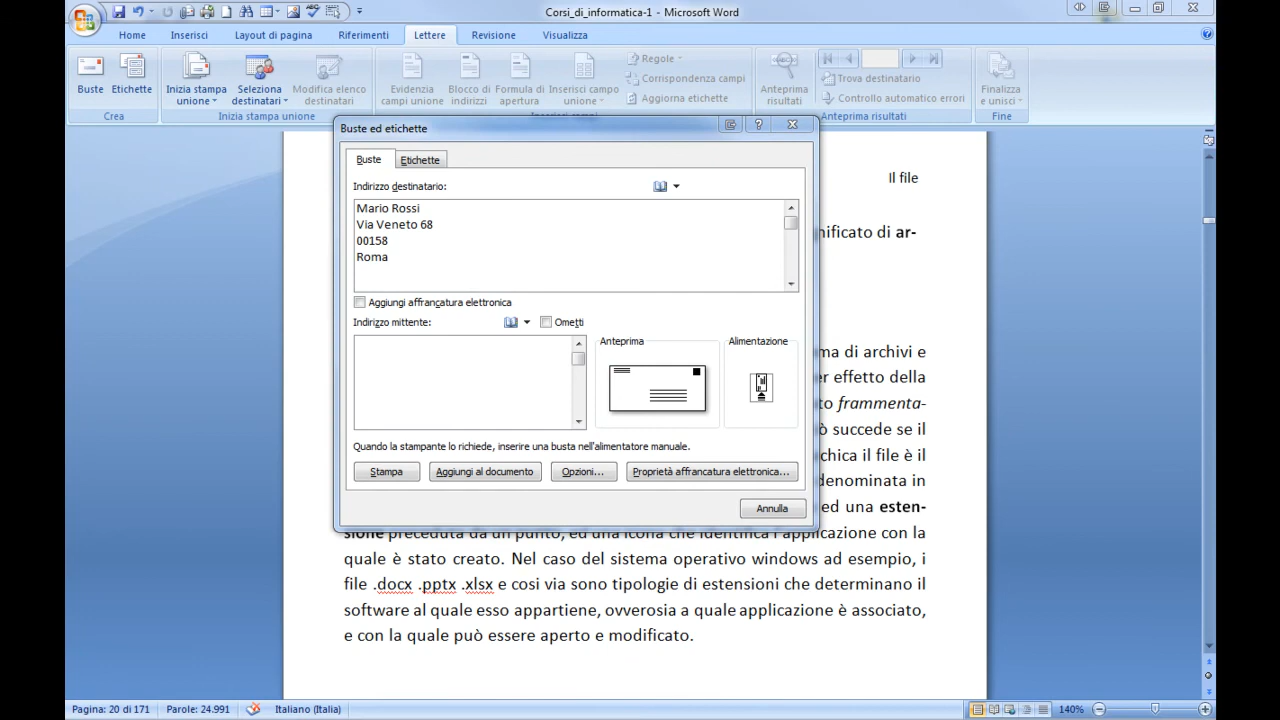 Corsi_di_informatica-1 - Microsoft Word
Home Inserisci Layout di pagina Riferimenti Lettere Revisione Visualizza
Buste
Etichette
Crea
Inizia stampa unione
Seleziona destinatari
Modifica elenco destinatari
Inizia stampa unione
Evidenzia campi unione
Blocco di indirizzi
Formula di apertura
Inserisci campo unione
Regole
Corrispondenza campi
Aggiorna etichette
Anteprima risultati
Trova destinatario
Controllo automatico errori
Anteprima risultati
Finalizza e unisci
Fine
Buste ed etichette
Buste Etichette
Indirizzo destinatario:
Mario Rossi
Via Veneto 68
00158
Roma
Aggiungi affrancatura elettronica
Indirizzo mittente:
Ometti
Anteprima
Alimentazione
Quando la stampante lo richiede, inserire una busta nell'alimentatore manuale.
Stampa Aggiungi al documento Opzioni... Proprietà affrancatura elettronica...
Annulla
Il file
nificato di ar-
ma di archivi e
er effetto della
to frammenta-
ò succede se il
chica il file è il
denominata in
ed una esten-
sione preceduta da un punto, ed una icona che identifica l'applicazione con la
quale è stato creato. Nel caso del sistema operativo windows ad esempio, i
file .docx .pptx .xlsx e cosi via sono tipologie di estensioni che determinano il
software al quale esso appartiene, ovverosia a quale applicazione è associato,
e con la quale può essere aperto e modificato.
Pagina: 20 di 171 Parole: 24.991 Italiano (Italia) 140%